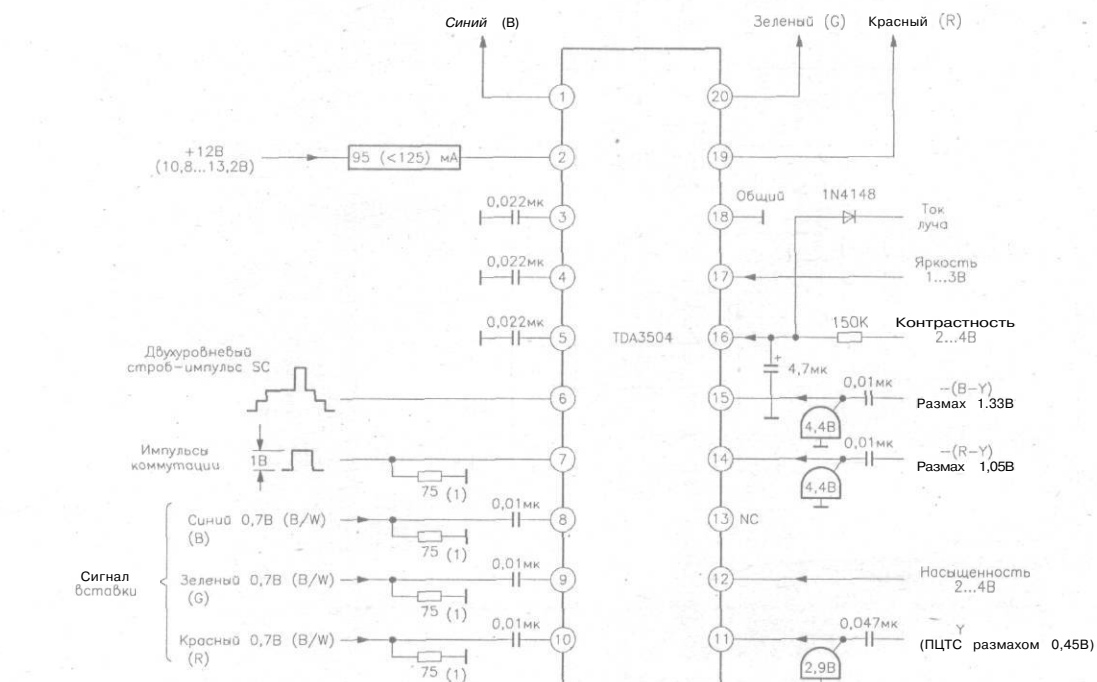 Синий (B)
Зеленый (G)
Красный (R)
1
20
+12В
(10,8...13,2В)
95 (<125) мА
2
19
0,022мк
3
18
Общий
1N4148
Ток
луча
0,022мк
4
17
Яркость
1...3В
0,022мк
5
TDA3504
16
150К
Контрастность
2...4В
4,7мк
+
Двухуровневый
строб-импульс SC
6
15
0,01мк
-(B-Y)
Размах 1.33В
4,4В
Импульсы
коммутации
1В
7
75 (1)
14
0,01мк
-(R-Y)
Размах 1,05В
4,4В
Сигнал
вставки
Синий 0,7В (B/W)
(B)
75 (1)
0,01мк
8
13
NC
Зеленый 0,7В (B/W)
(G)
75 (1)
0,01мк
9
12
Насыщенность
2...4В
Красный 0,7В (B/W)
(R)
75 (1)
0,01мк
10
11
0,047мк
Y
(ПЦТС размахом 0,45В)
2,9В